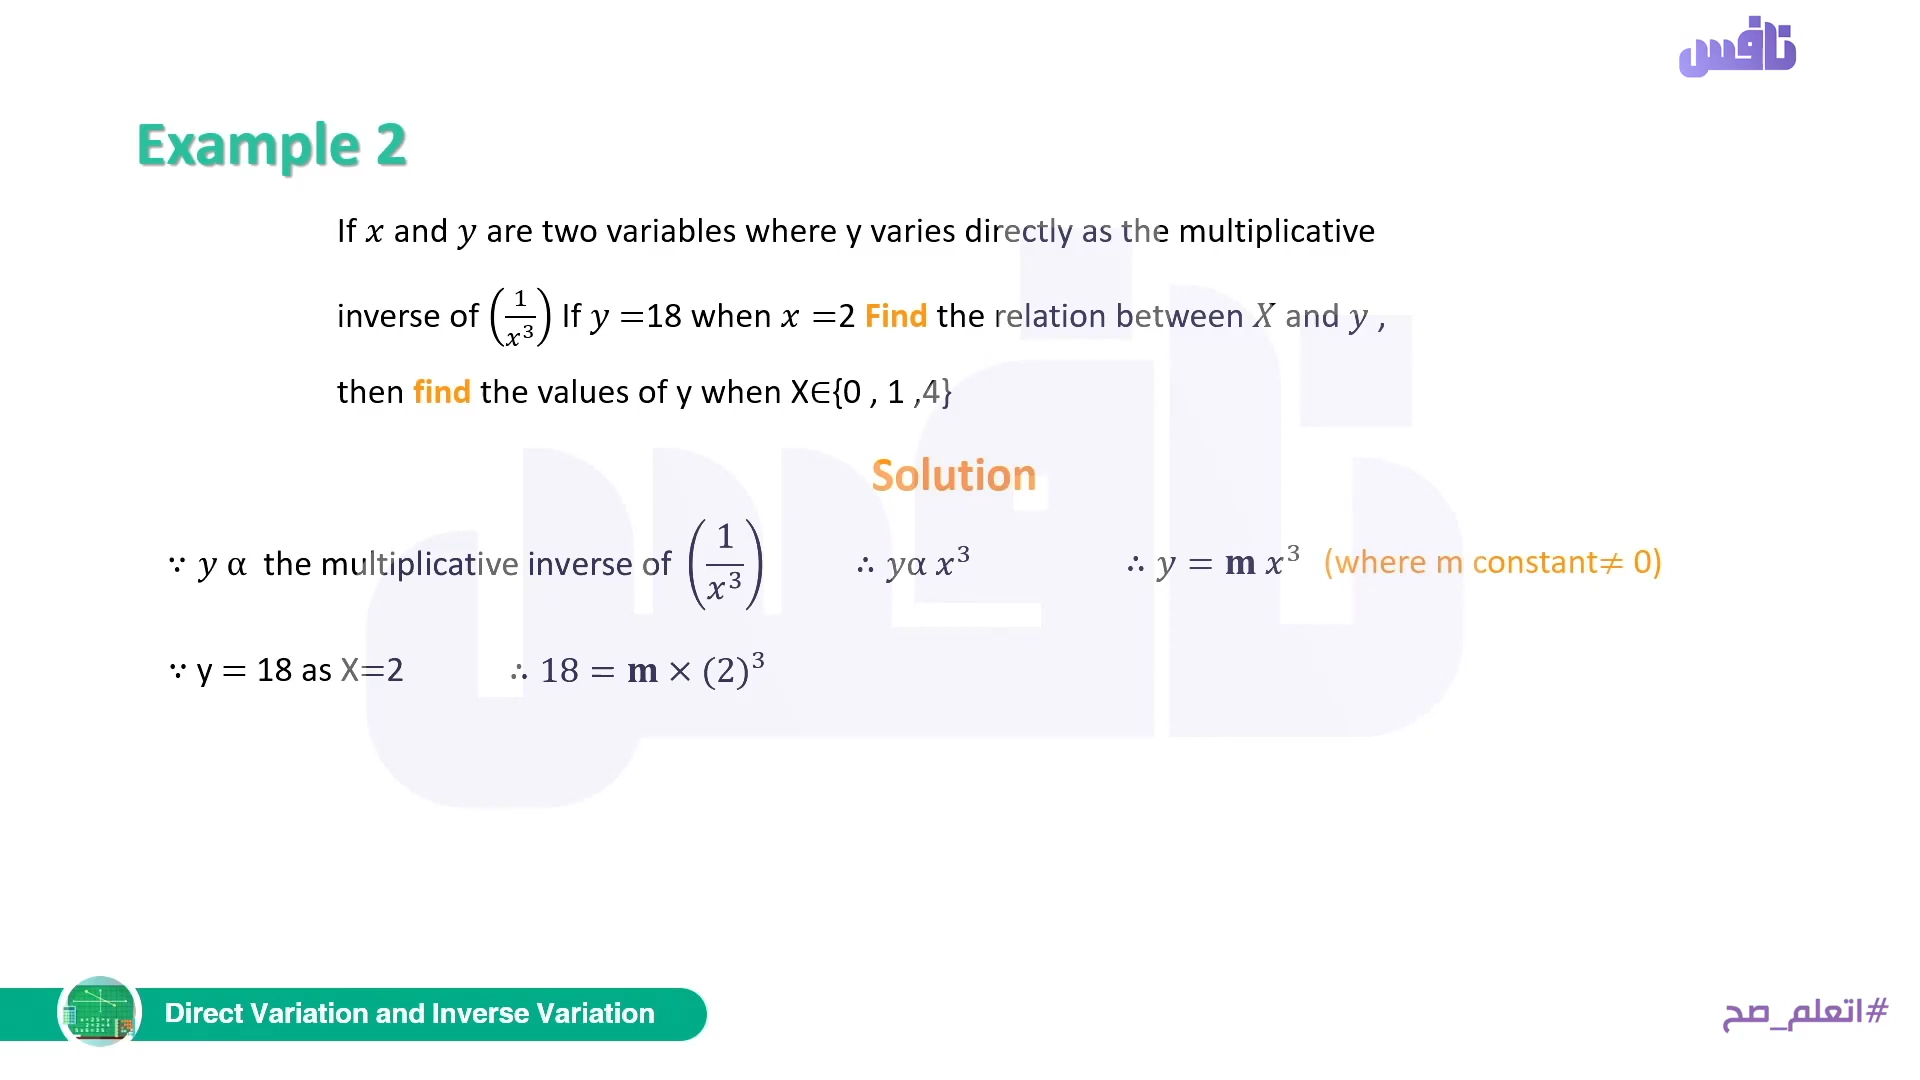 نافس
Example 2
If x and y are two variables where y varies directly as the multiplicative
inverse of (1/x³) If y =18 when x =2 Find the relation between X and y ,
then find the values of y when X∈{0 , 1 ,4}
Solution
∵ y α the multiplicative inverse of (1/x³) ∴ yα x³ ∴ y = m x³ (where m constant≠ 0)
∵ y = 18 as X=2 ∴ 18 = m × (2)³
Direct Variation and Inverse Variation
#اتعلم_صح